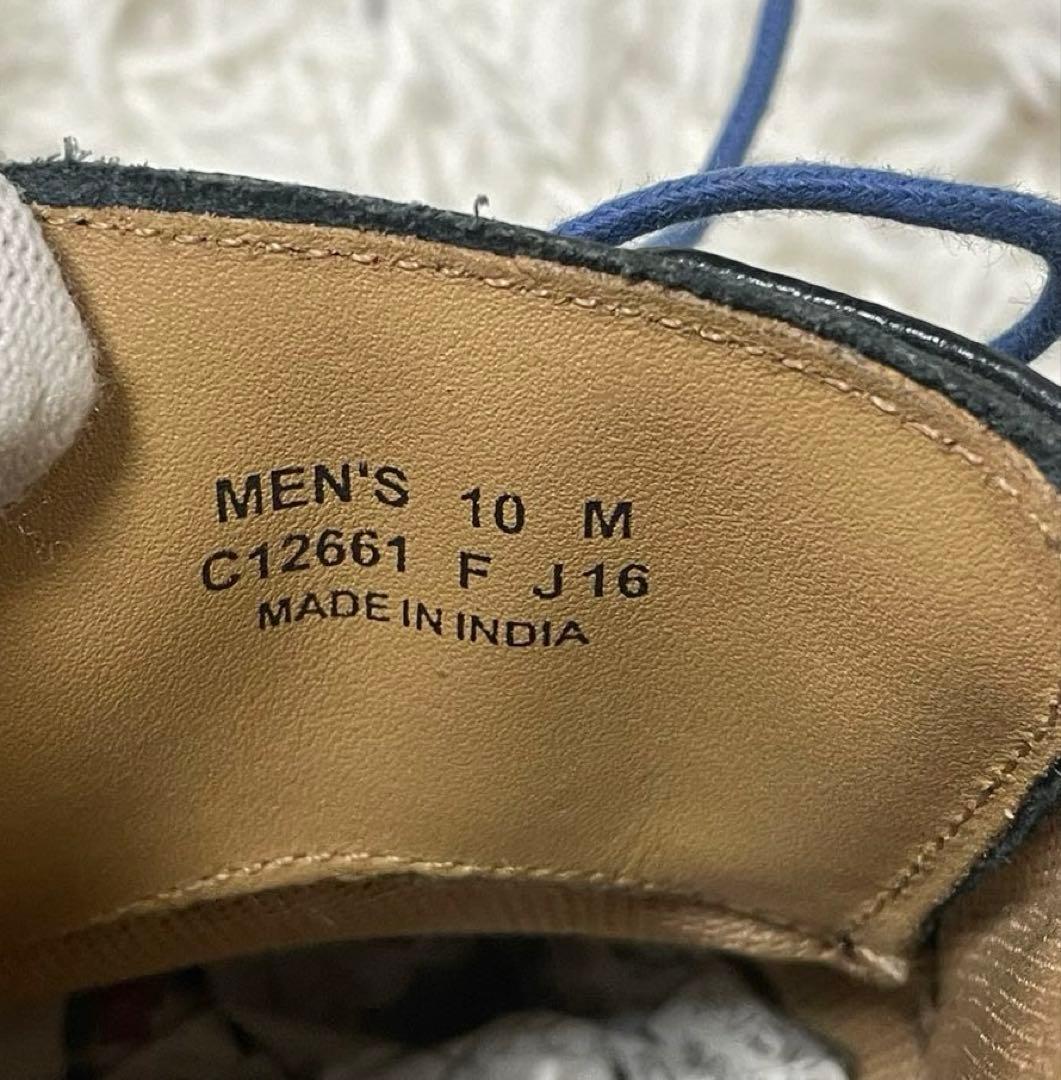 MEN'S 10 M
C12661 F J16
MADE IN INDIA